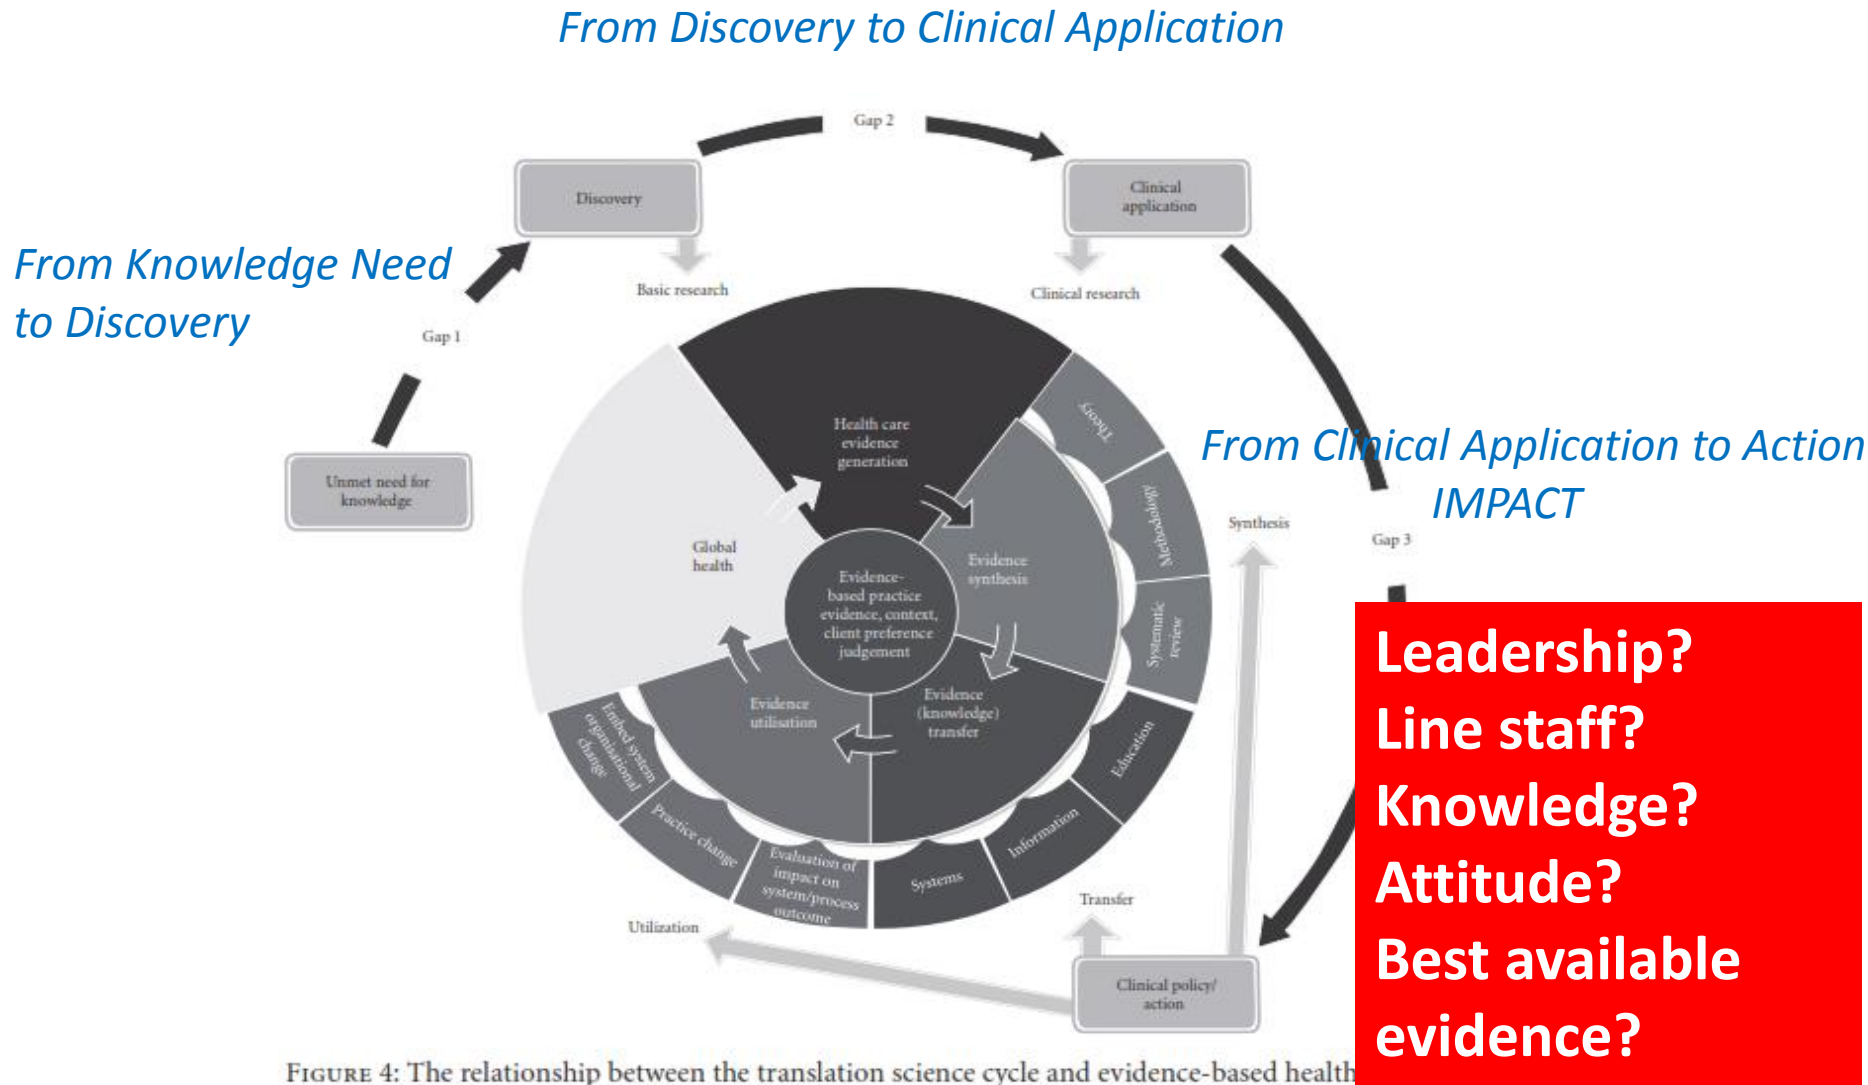 From Discovery to Clinical Application
Gap 2
Discovery
Clinical
application
From Knowledge Need
to Discovery
Basic research
Clinical research
Gap 1
Unmet need for
knowledge
Health care
evidence
generation
Theory
From Clinical Application to Action
IMPACT
Methodology
Synthesis
Gap 3
Global
health
Evidence
synthesis
Evidence-
based practice
evidence, context,
client preference
judgement
Systematic
review
Evidence
utilisation
Evidence
(knowledge)
transfer
Embed system
organisational
change
Practice change
Evaluation of
impact on
system/process
outcome
Systems
Information
Education
Utilization
Transfer
Clinical policy/
action
Leadership?
Line staff?
Knowledge?
Attitude?
Best available
evidence?
FIGURE 4: The relationship between the translation science cycle and evidence-based health